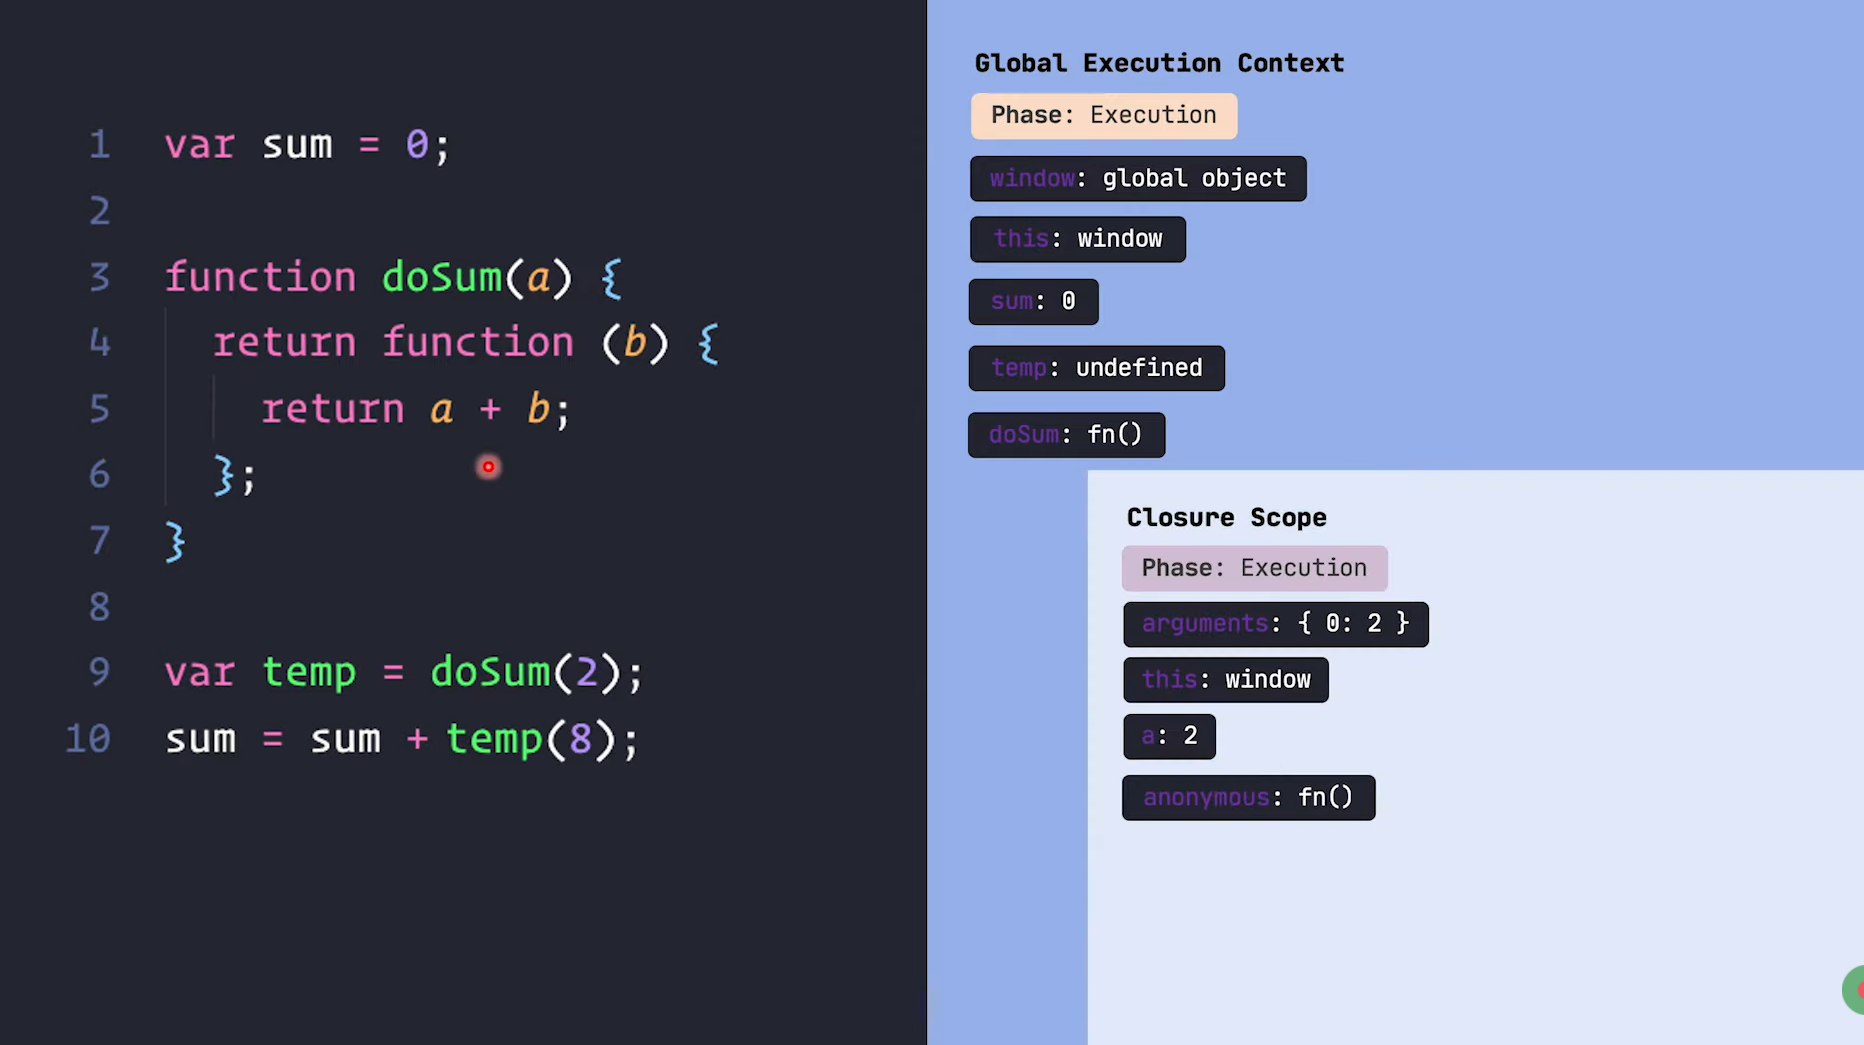 1 var sum = 0;
2
3 function doSum(a) {
4 return function (b) {
5 return a + b;
6 };
7 }
8
9 var temp = doSum(2);
10 sum = sum + temp(8);
Global Execution Context
Phase: Execution
window: global object
this: window
sum: 0
temp: undefined
doSum: fn()
Closure Scope
Phase: Execution
arguments: { 0: 2 }
this: window
a: 2
anonymous: fn()